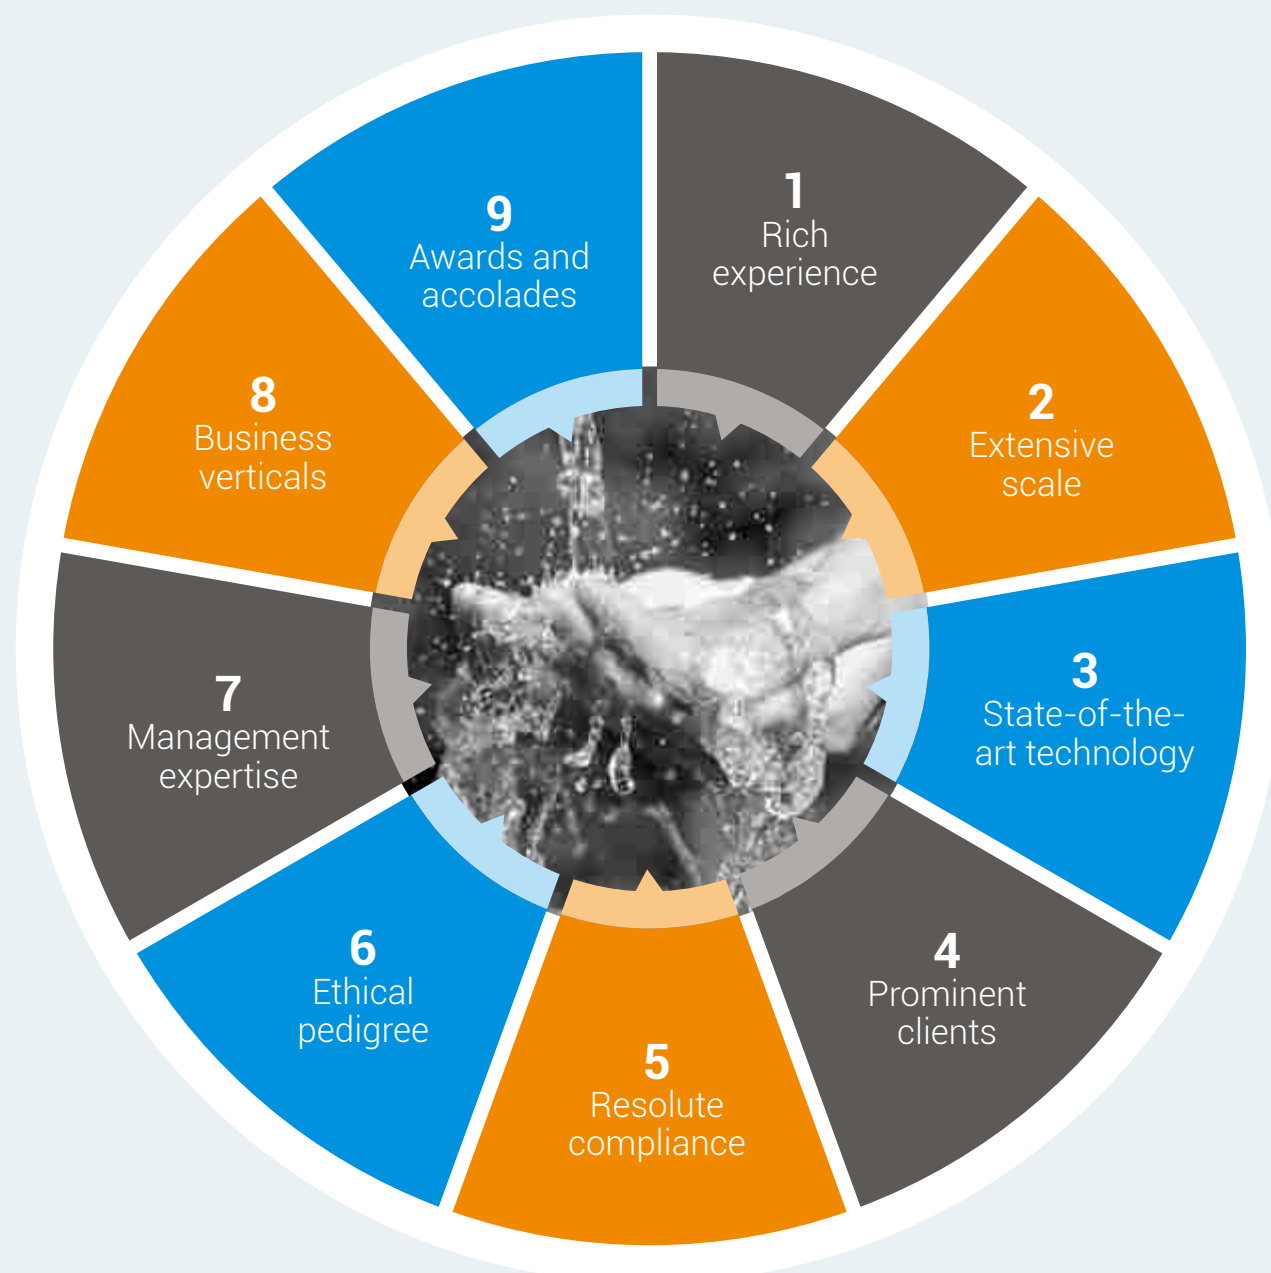 1
Rich
experience
2
Extensive
scale
3
State-of-the-
art technology
4
Prominent
clients
5
Resolute
compliance
6
Ethical
pedigree
7
Management
expertise
8
Business
verticals
9
Awards and
accolades